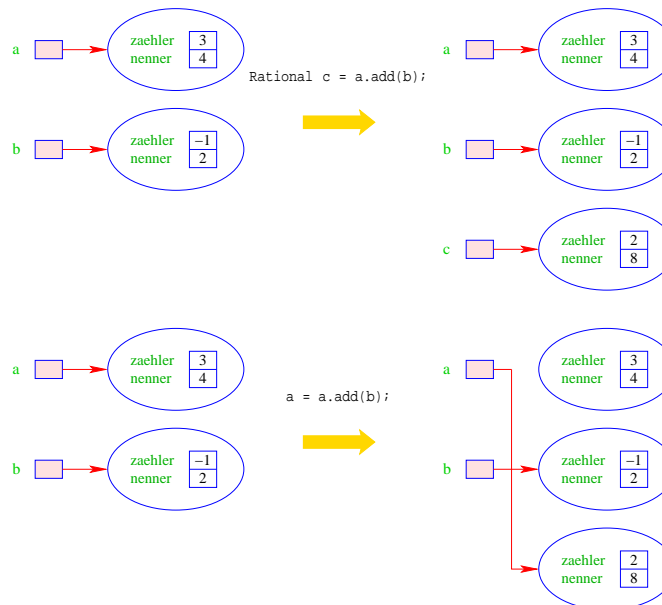 a
zaehler 3
nenner 4
b
zaehler −1
nenner 2
Rational c = a.add(b);
a
zaehler 3
nenner 4
b
zaehler −1
nenner 2
c
zaehler 2
nenner 8
a
zaehler 3
nenner 4
b
zaehler −1
nenner 2
a = a.add(b);
a
zaehler 3
nenner 4
b
zaehler −1
nenner 2
zaehler 2
nenner 8